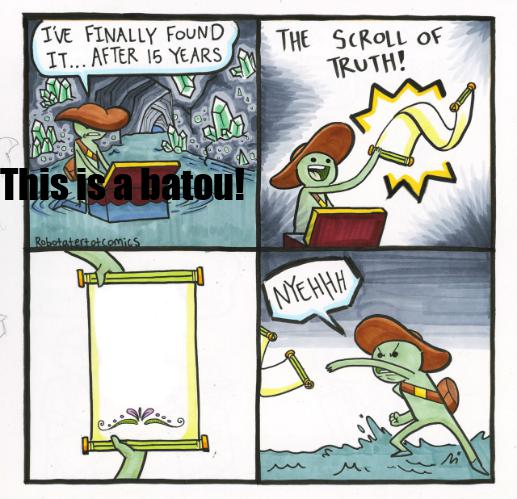 I'VE FINALLY FOUND
IT... AFTER 15 YEARS
THE SCROLL OF
TRUTH!
This is a batou!
Robotatertotcomics
NYEHHH